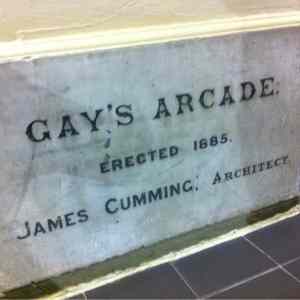 GAY'S ARCADE.
ERECTED 1885.
JAMES CUMMING, ARCHITECT.